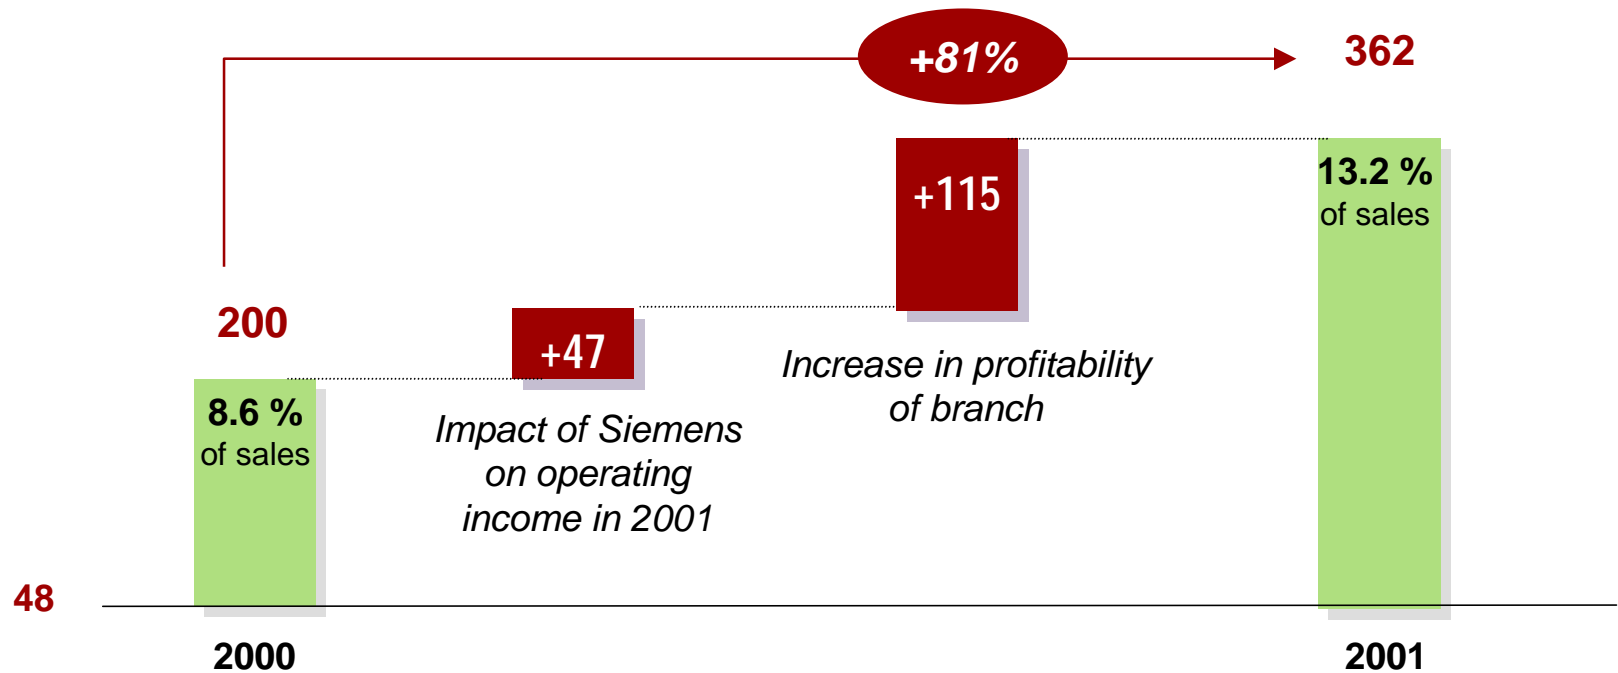 +81%
362
13.2 %
of sales
+115
200
+47
Increase in profitability
of branch
8.6 %
of sales
Impact of Siemens
on operating
income in 2001
48
2000
2001